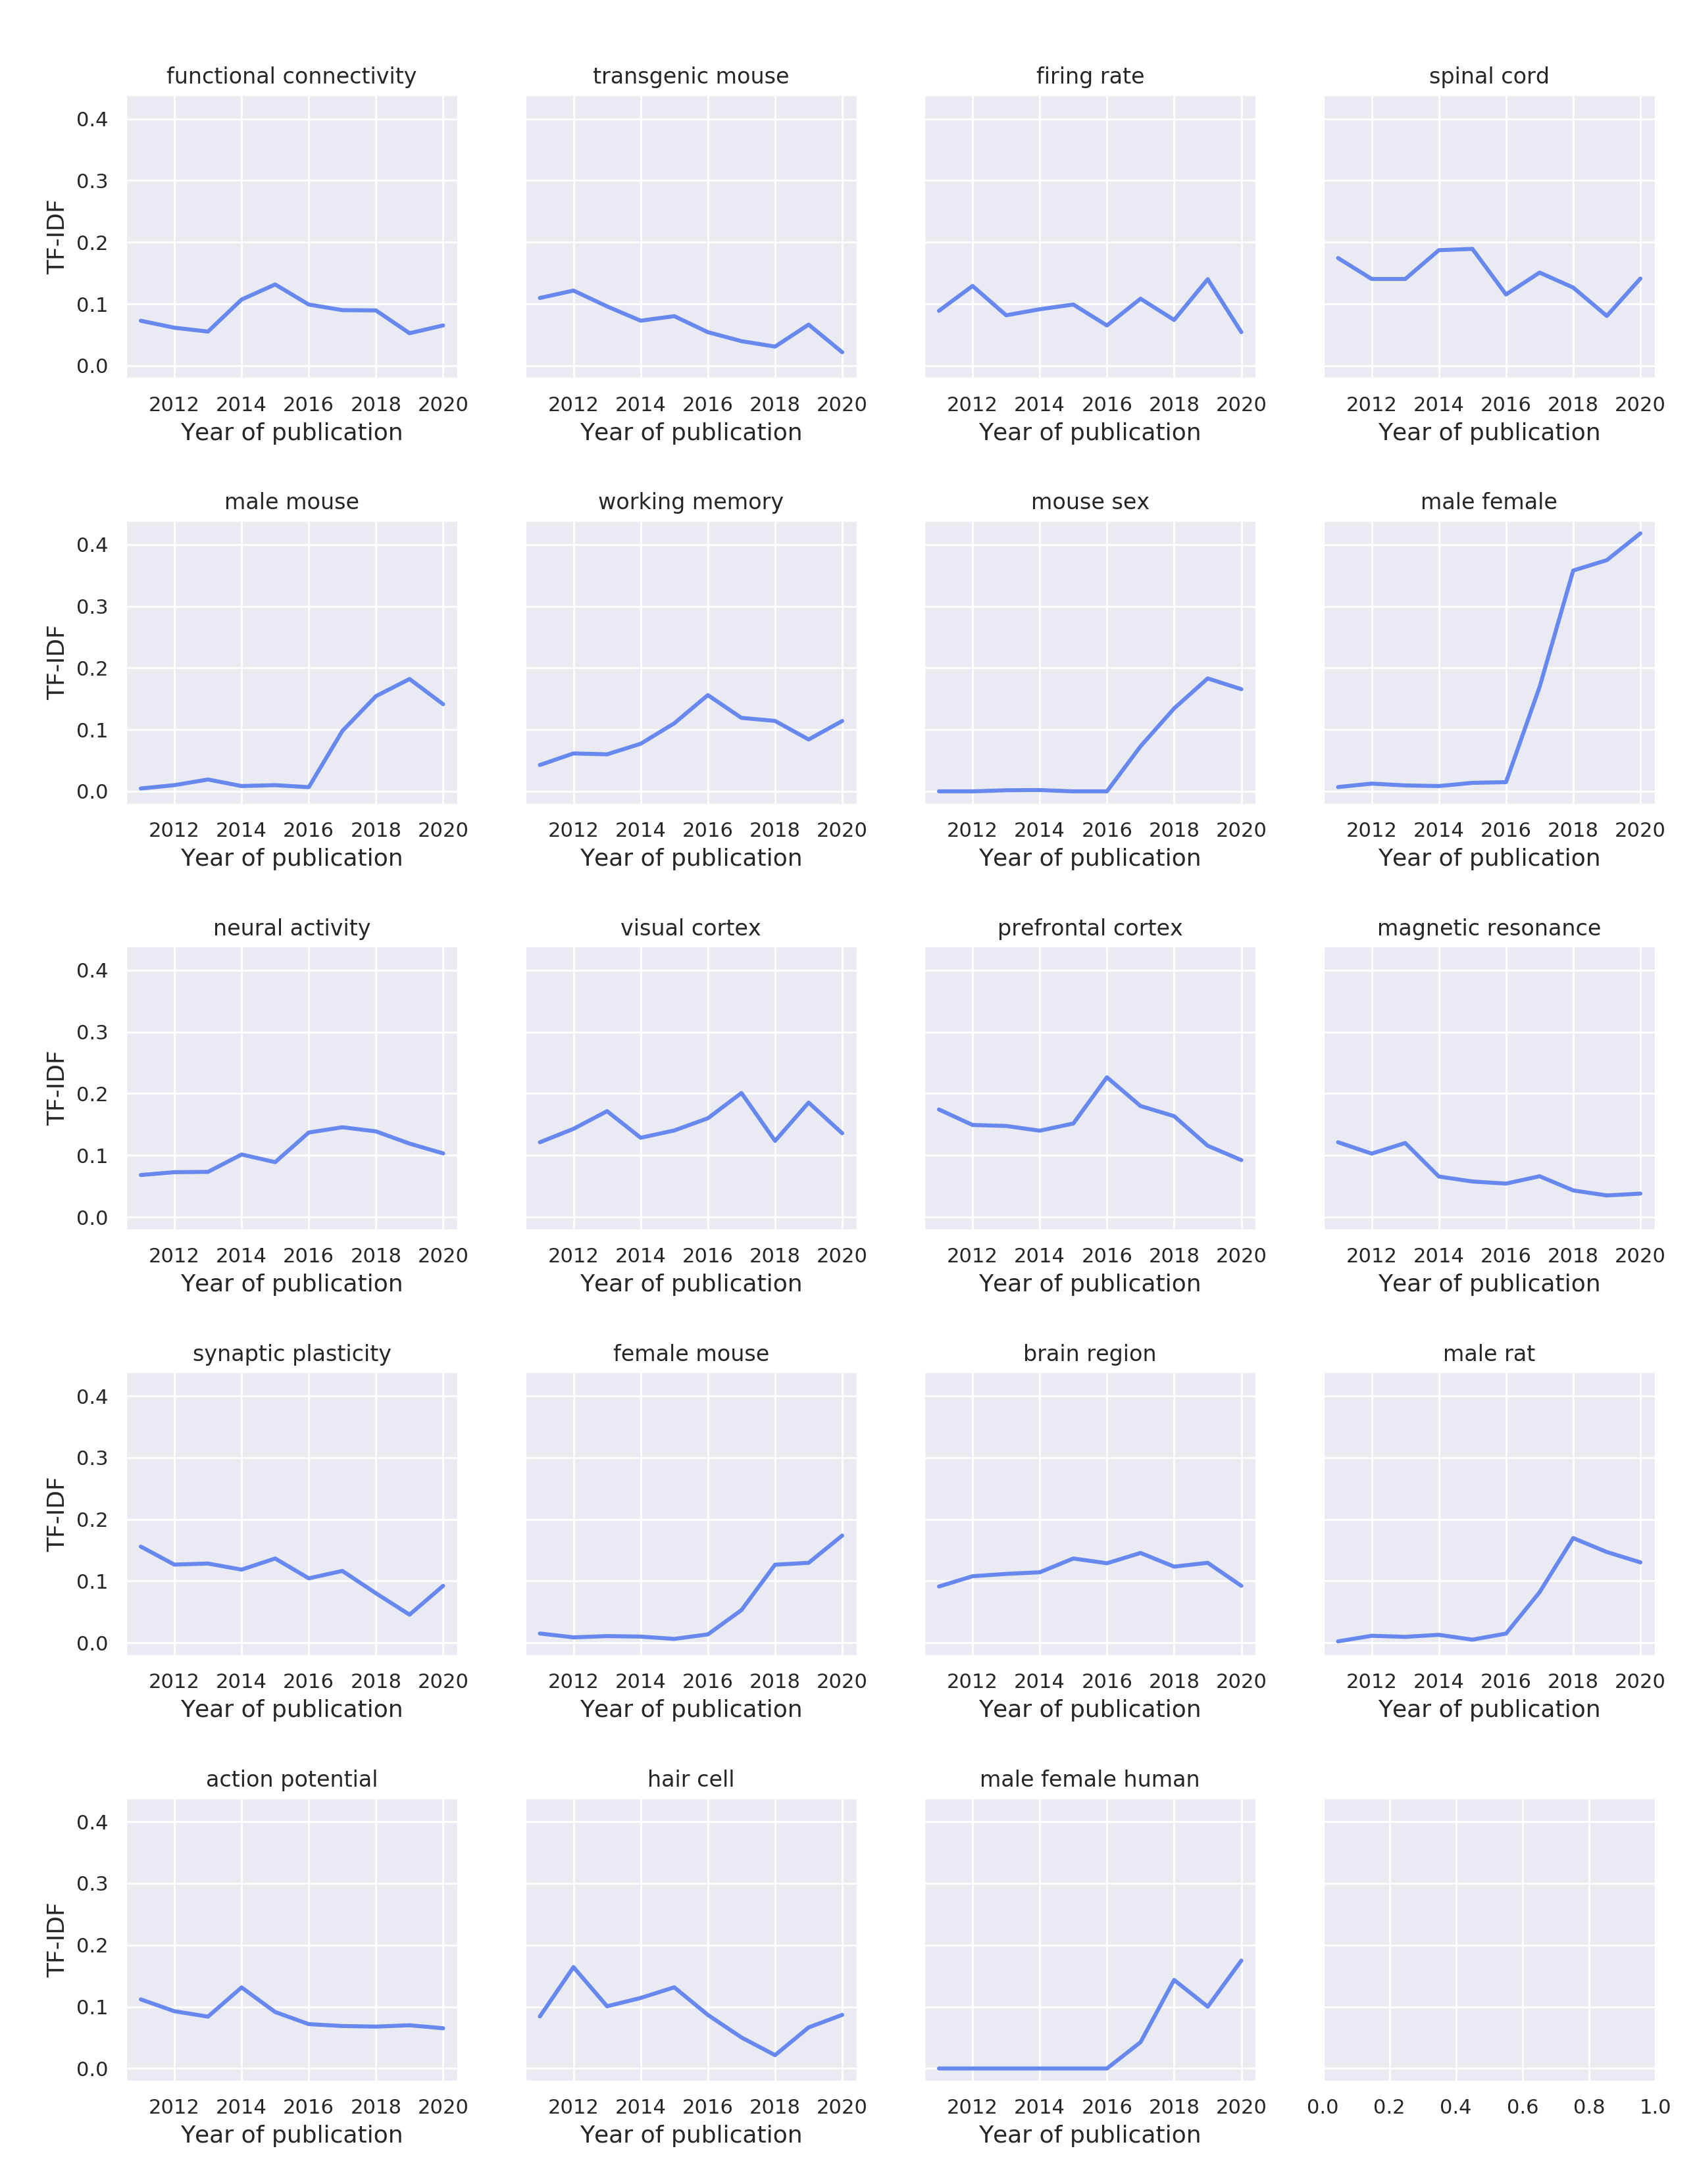 functional connectivity transgenic mouse firing rate spinal cord
0.4
0.3
0.2
0.1
0.0
TF-IDF
2012 2014 2016 2018 2020 2012 2014 2016 2018 2020 2012 2014 2016 2018 2020 2012 2014 2016 2018 2020
Year of publication Year of publication Year of publication Year of publication
male mouse working memory mouse sex male female
0.4
0.3
0.2
0.1
0.0
TF-IDF
2012 2014 2016 2018 2020 2012 2014 2016 2018 2020 2012 2014 2016 2018 2020 2012 2014 2016 2018 2020
Year of publication Year of publication Year of publication Year of publication
neural activity visual cortex prefrontal cortex magnetic resonance
0.4
0.3
0.2
0.1
0.0
TF-IDF
2012 2014 2016 2018 2020 2012 2014 2016 2018 2020 2012 2014 2016 2018 2020 2012 2014 2016 2018 2020
Year of publication Year of publication Year of publication Year of publication
synaptic plasticity female mouse brain region male rat
0.4
0.3
0.2
0.1
0.0
TF-IDF
2012 2014 2016 2018 2020 2012 2014 2016 2018 2020 2012 2014 2016 2018 2020 2012 2014 2016 2018 2020
Year of publication Year of publication Year of publication Year of publication
action potential hair cell male female human
0.4
0.3
0.2
0.1
0.0
TF-IDF
2012 2014 2016 2018 2020 2012 2014 2016 2018 2020 2012 2014 2016 2018 2020 0.0 0.2 0.4 0.6 0.8 1.0
Year of publication Year of publication Year of publication